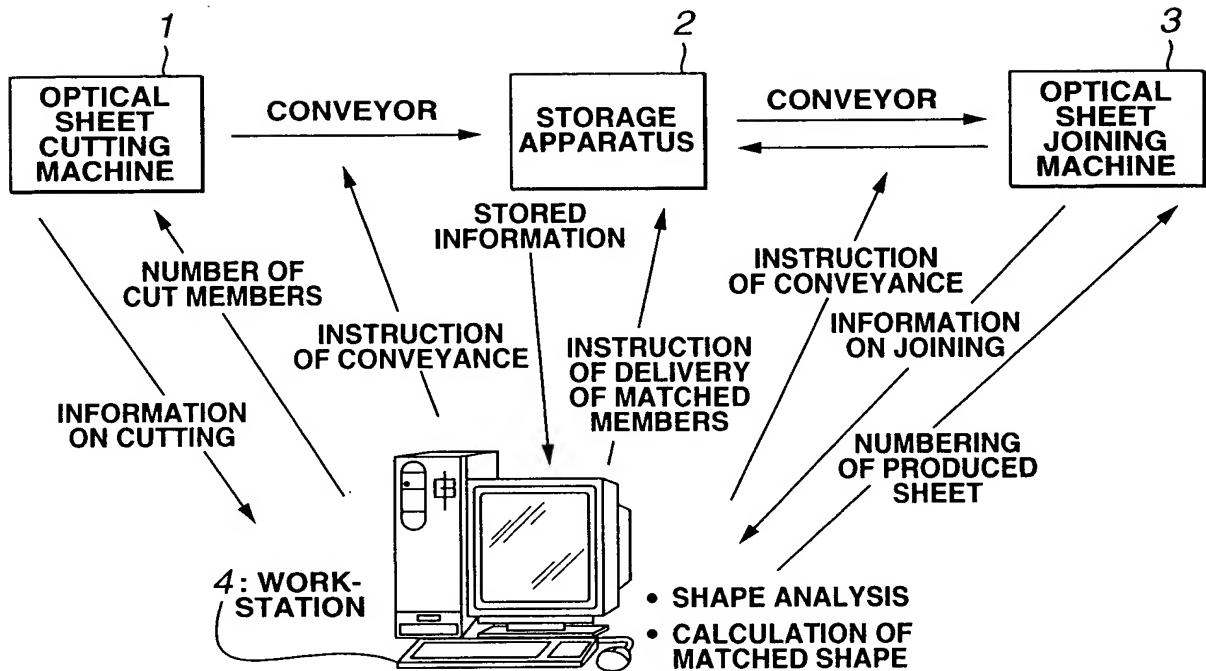 1
2
3
OPTICAL
SHEET
CUTTING
MACHINE
CONVEYOR
STORAGE
APPARATUS
CONVEYOR
OPTICAL
SHEET
JOINING
MACHINE
STORED
INFORMATION
NUMBER OF
CUT MEMBERS
INSTRUCTION
OF CONVEYANCE
INSTRUCTION
OF CONVEYANCE
INFORMATION
ON JOINING
INSTRUCTION
OF DELIVERY
OF MATCHED
MEMBERS
INFORMATION
ON CUTTING
NUMBERING
OF PRODUCED
SHEET
4: WORK-
STATION
• SHAPE ANALYSIS
• CALCULATION OF
MATCHED SHAPE